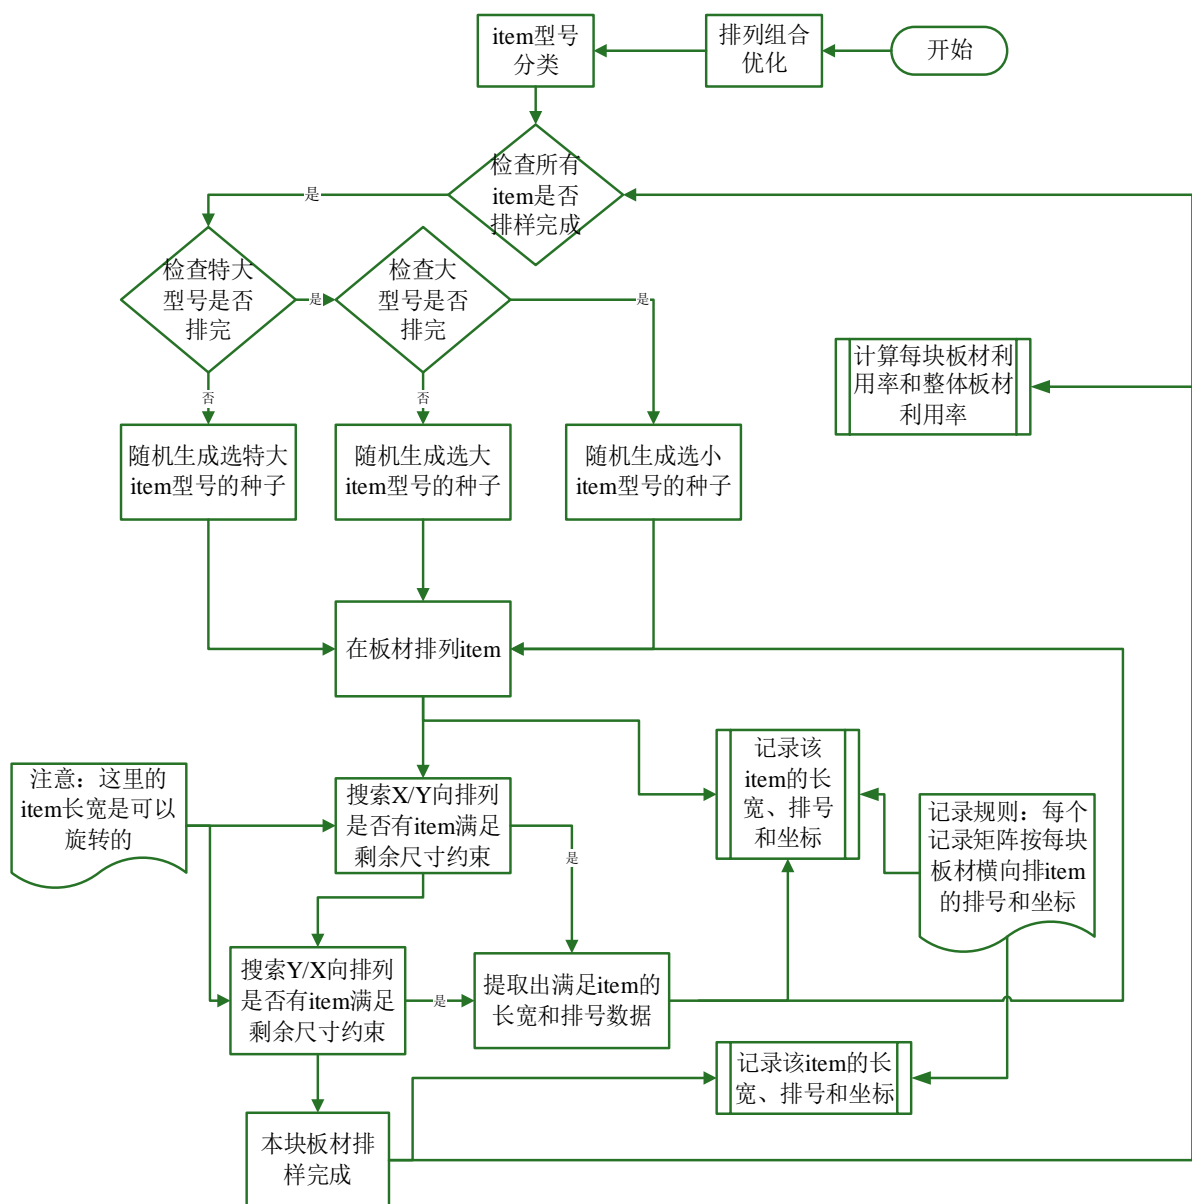 item型号
分类
排列组合
优化
开始
检查所有
item是否
排样完成
是
检查特大
型号是否
排完
是
检查大
型号是否
排完
是
否
否
计算每块板材利
用率和整体板材
利用率
随机生成选特大
item型号的种子
随机生成选大
item型号的种子
随机生成选小
item型号的种子
在板材排列item
注意：这里的
item长宽是可以
旋转的
搜索X/Y向排列
是否有item满足
剩余尺寸约束
是
记录该
item的长
宽、排号
和坐标
记录规则：每个
记录矩阵按每块
板材横向排item
的排号和坐标
搜索Y/X向排列
是否有item满足
剩余尺寸约束
是
提取出满足item的
长宽和排号数据
记录该item的长
宽、排号和坐标
本块板材排
样完成